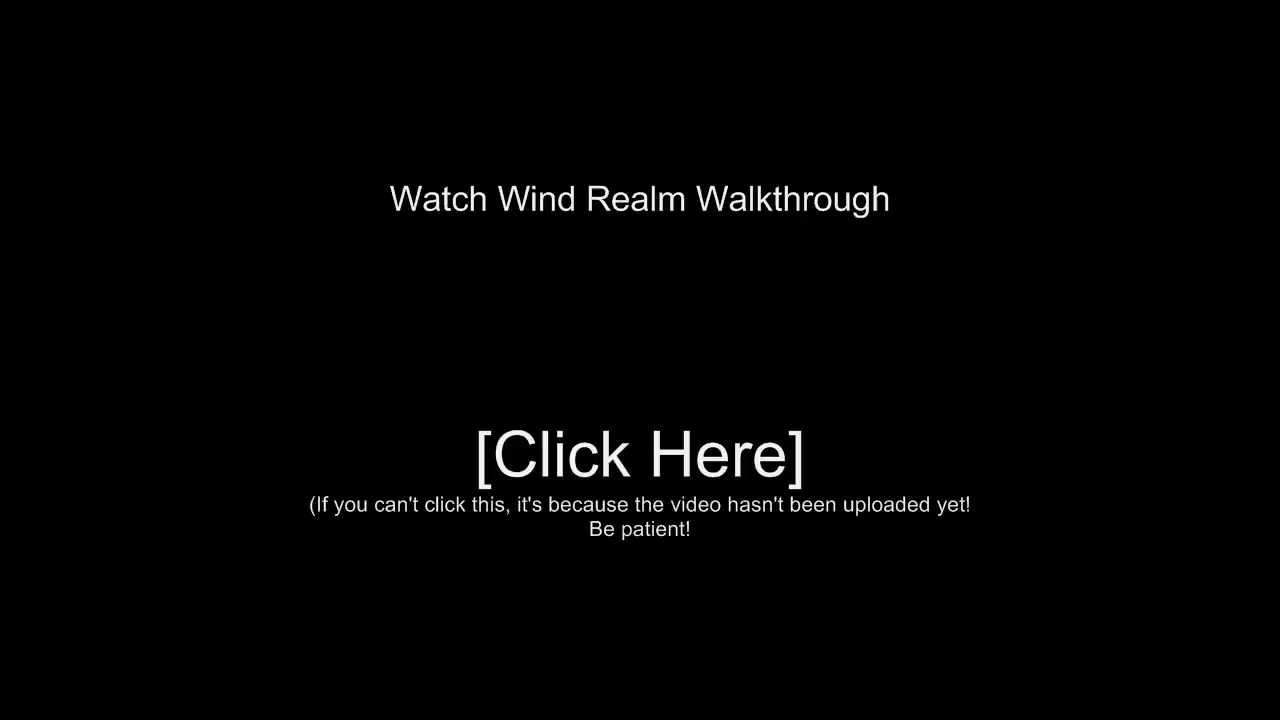 Watch Wind Realm Walkthrough
[Click Here]
(If you can't click this, it's because the video hasn't been uploaded yet!
Be patient!